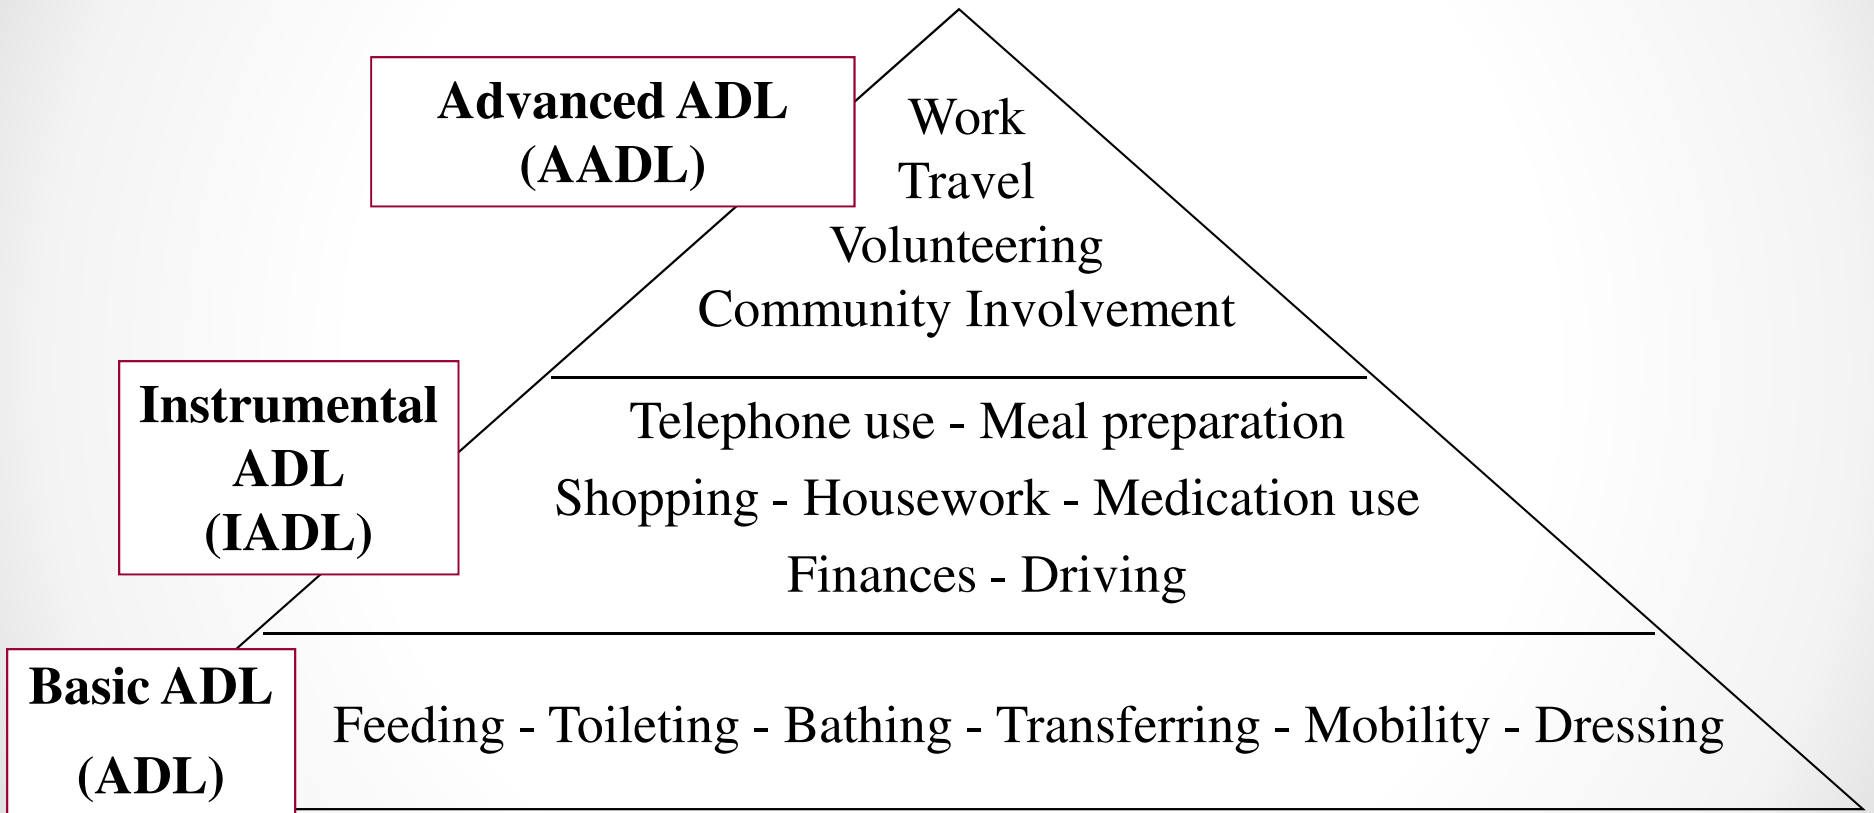 Advanced ADL
(AADL)
Work
Travel
Volunteering
Community Involvement
Instrumental
ADL
(IADL)
Telephone use - Meal preparation
Shopping - Housework - Medication use
Finances - Driving
Basic ADL
(ADL)
Feeding - Toileting - Bathing - Transferring - Mobility - Dressing